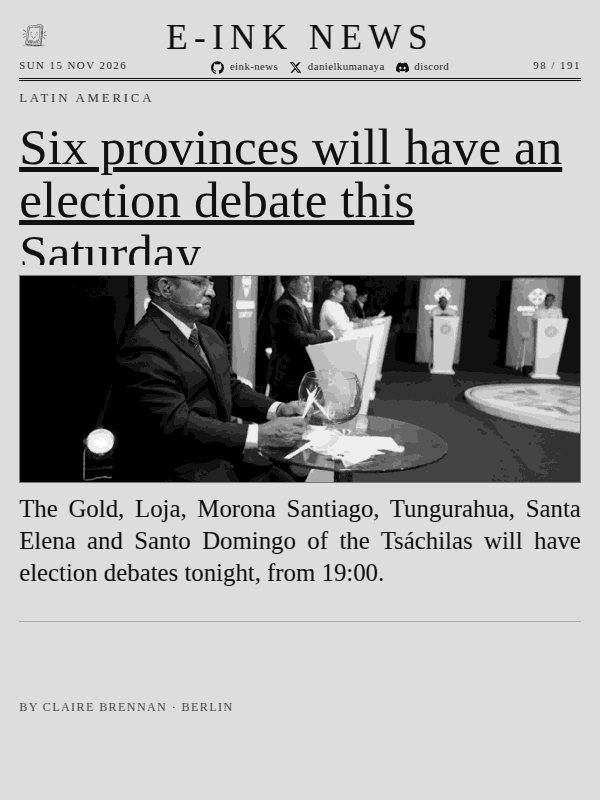 E-INK NEWS
SUN 15 NOV 2026
eink-news
danielkumanaya
discord
98 / 191
LATIN AMERICA
Six provinces will have an
election debate this
Saturday
The Gold, Loja, Morona Santiago, Tungurahua, Santa
Elena and Santo Domingo of the Tsáchilas will have
election debates tonight, from 19:00.
BY CLAIRE BRENNAN · BERLIN